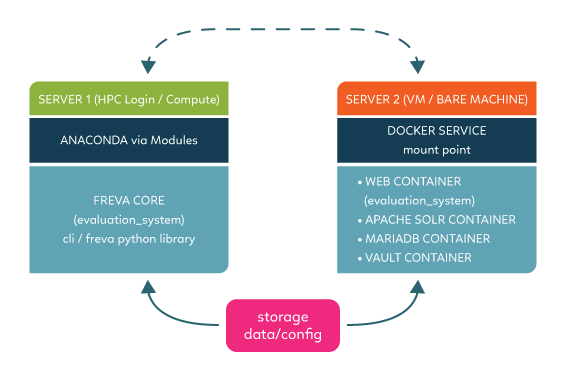 SERVER 1 (HPC Login / Compute)
ANACONDA via Modules
FREVA CORE
(evaluation_system)
cli / freva python library
SERVER 2 (VM / BARE MACHINE)
DOCKER SERVICE
mount point
• WEB CONTAINER
(evaluation_system)
• APACHE SOLR CONTAINER
• MARIADB CONTAINER
• VAULT CONTAINER
storage
data/config